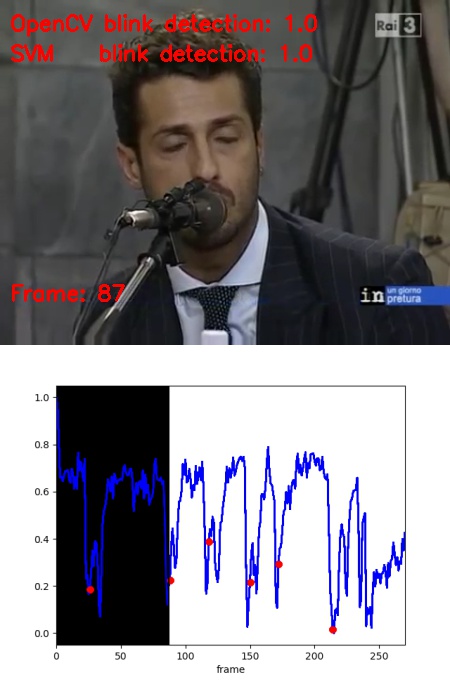 OpenCV blink detection: 1.0
Rai 3
SVM blink detection: 1.0
Frame: 87
in un giorno
pretura
1.0
0.8
0.6
0.4
0.2
0.0
0 50 100 150 200 250
frame